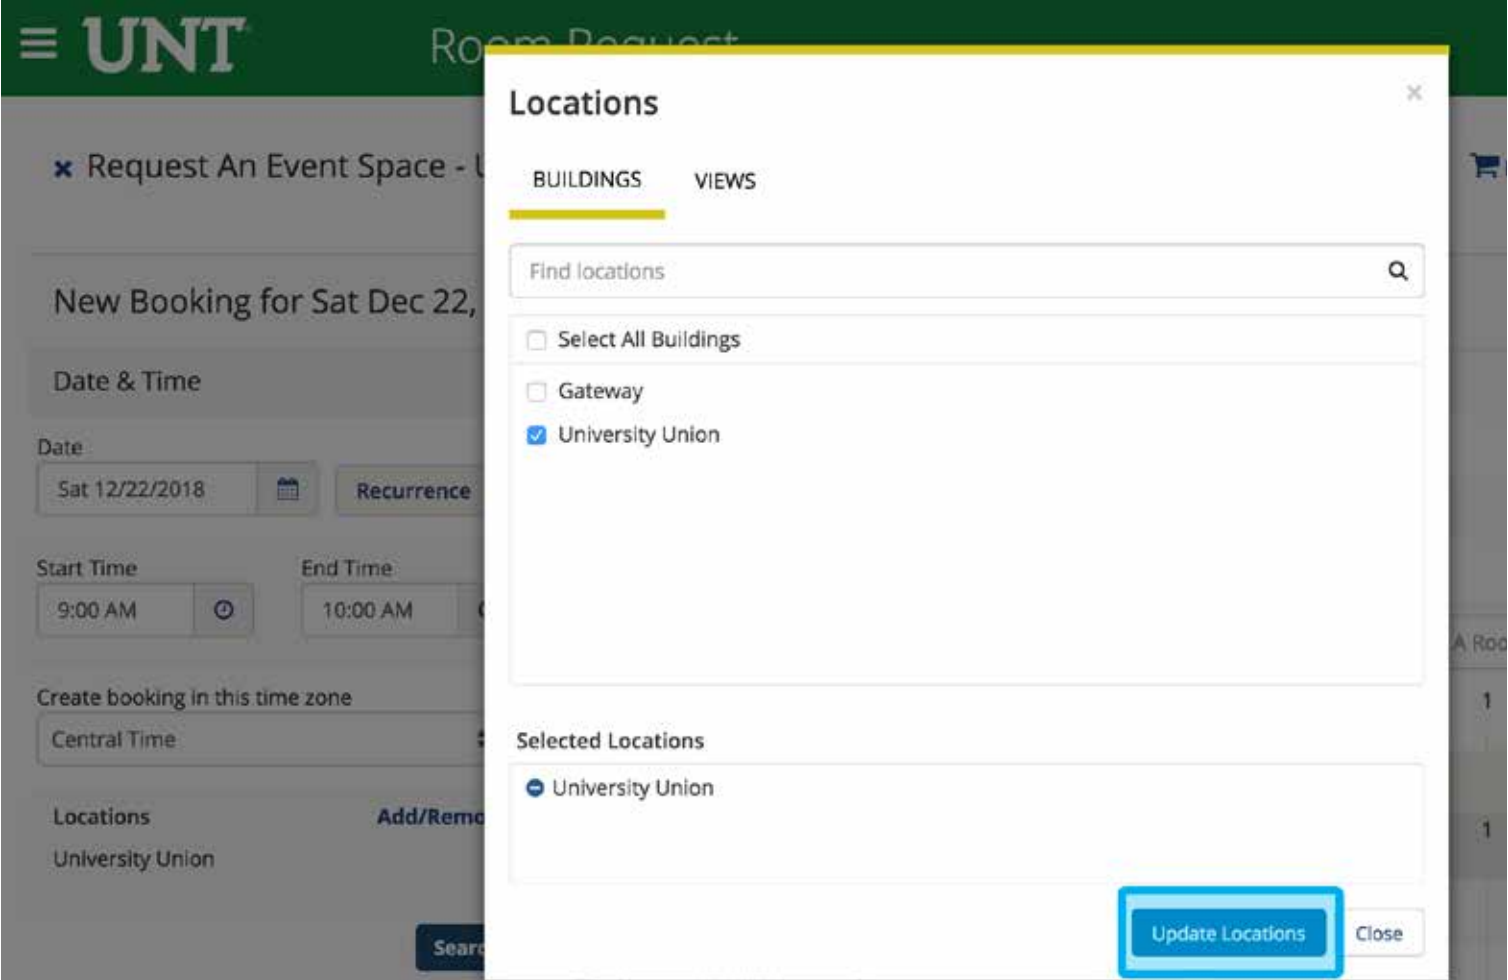 UNT
Room Request
Locations
×
Request An Event Space -
BUILDINGS
VIEWS
Find locations
New Booking for Sat Dec 22,
Select All Buildings
Date & Time
Gateway
University Union
Date
Sat 12/22/2018
Recurrence
Start Time
End Time
9:00 AM
10:00 AM
A
Create booking in this time zone
1
Central Time
Selected Locations
University Union
Locations
1
University Union
Update Locations
Close